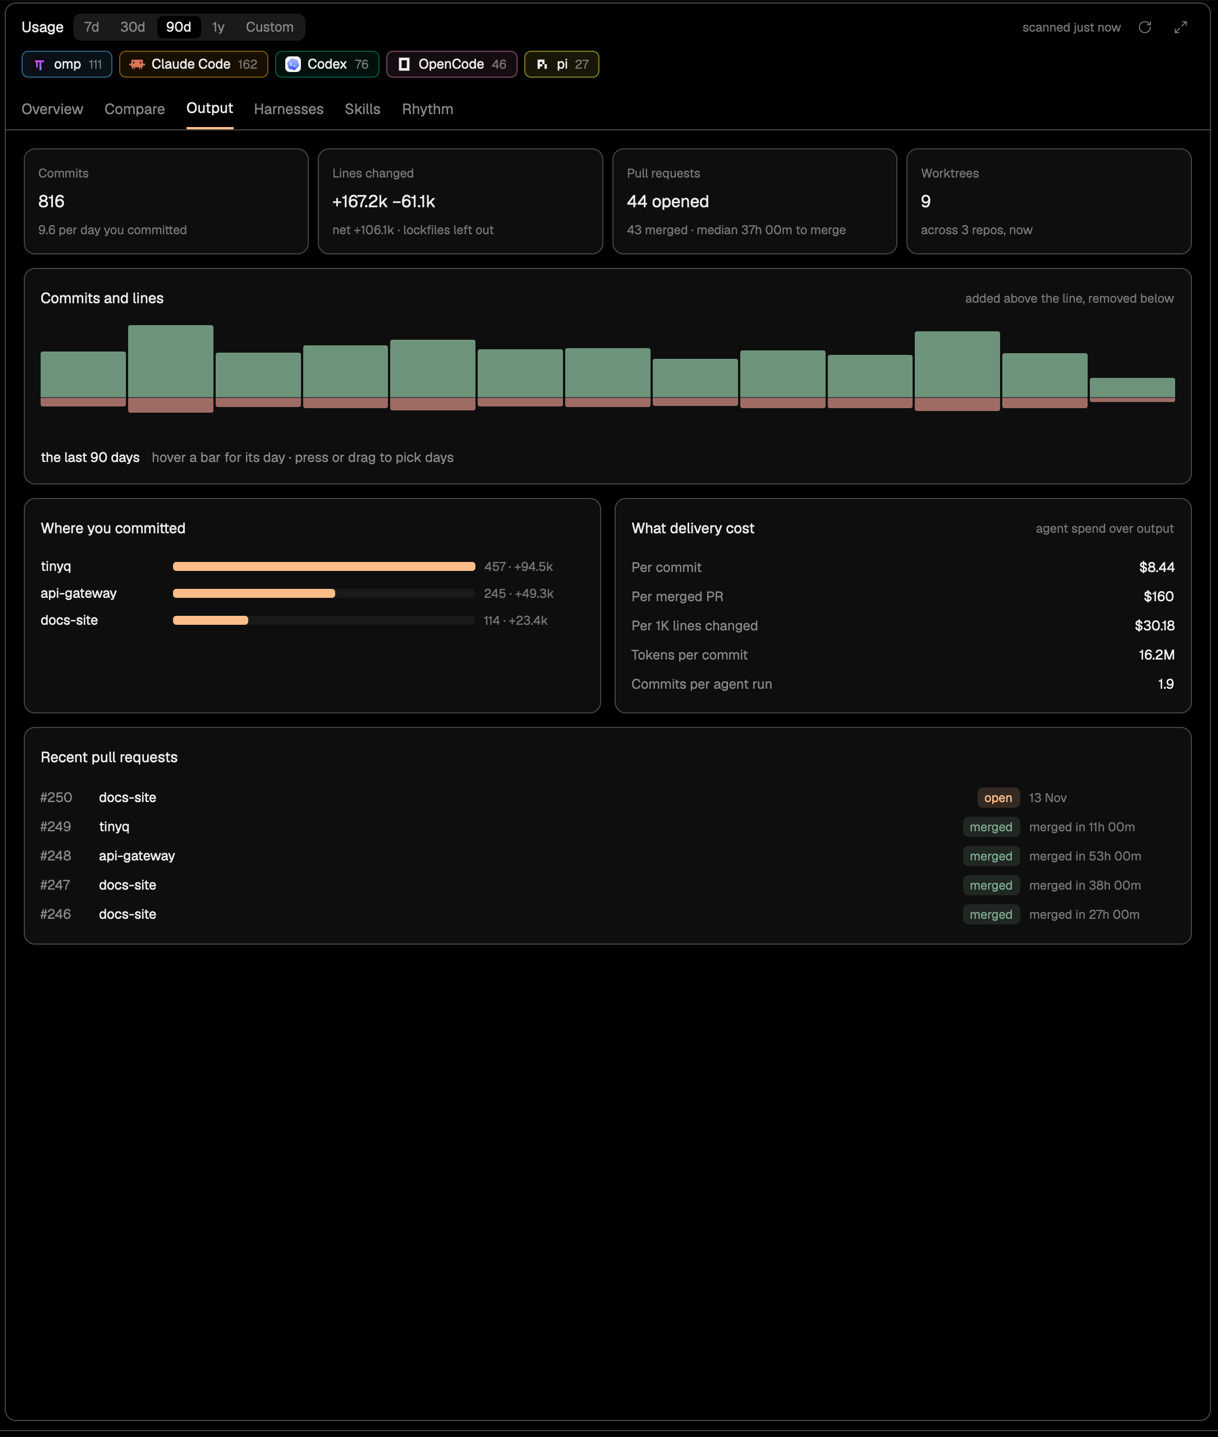 Usage 7d 30d 90d 1y Custom scanned just now
omp 111 Claude Code 162 Codex 76 OpenCode 46 pi 27
Overview Compare Output Harnesses Skills Rhythm
Commits
816
9.6 per day you committed
Lines changed
+167.2k −61.1k
net +106.1k · lockfiles left out
Pull requests
44 opened
43 merged · median 37h 00m to merge
Worktrees
9
across 3 repos, now
Commits and lines added above the line, removed below
the last 90 days hover a bar for its day · press or drag to pick days
Where you committed
tinyq 457 · +94.5k
api-gateway 245 · +49.3k
docs-site 114 · +23.4k
What delivery cost agent spend over output
Per commit $8.44
Per merged PR $160
Per 1K lines changed $30.18
Tokens per commit 16.2M
Commits per agent run 1.9
Recent pull requests
#250 docs-site open 13 Nov
#249 tinyq merged merged in 11h 00m
#248 api-gateway merged merged in 53h 00m
#247 docs-site merged merged in 38h 00m
#246 docs-site merged merged in 27h 00m